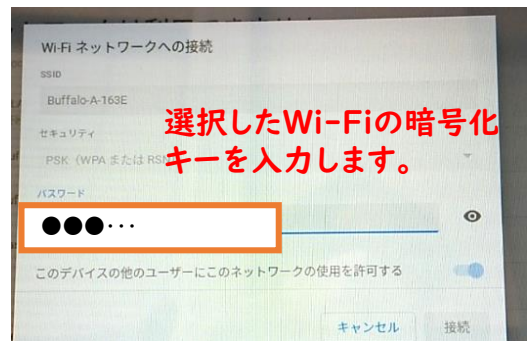 Wi-Fi ネットワークへの接続
SSID
Buffalo-A-163E
セキュリティ
選択したWi-Fiの暗号化
PSK（WPA または RSN
キーを入力します。
パスワード
●●●･･･
このデバイスの他のユーザーにこのネットワークの使用を許可する
キャンセル
接続